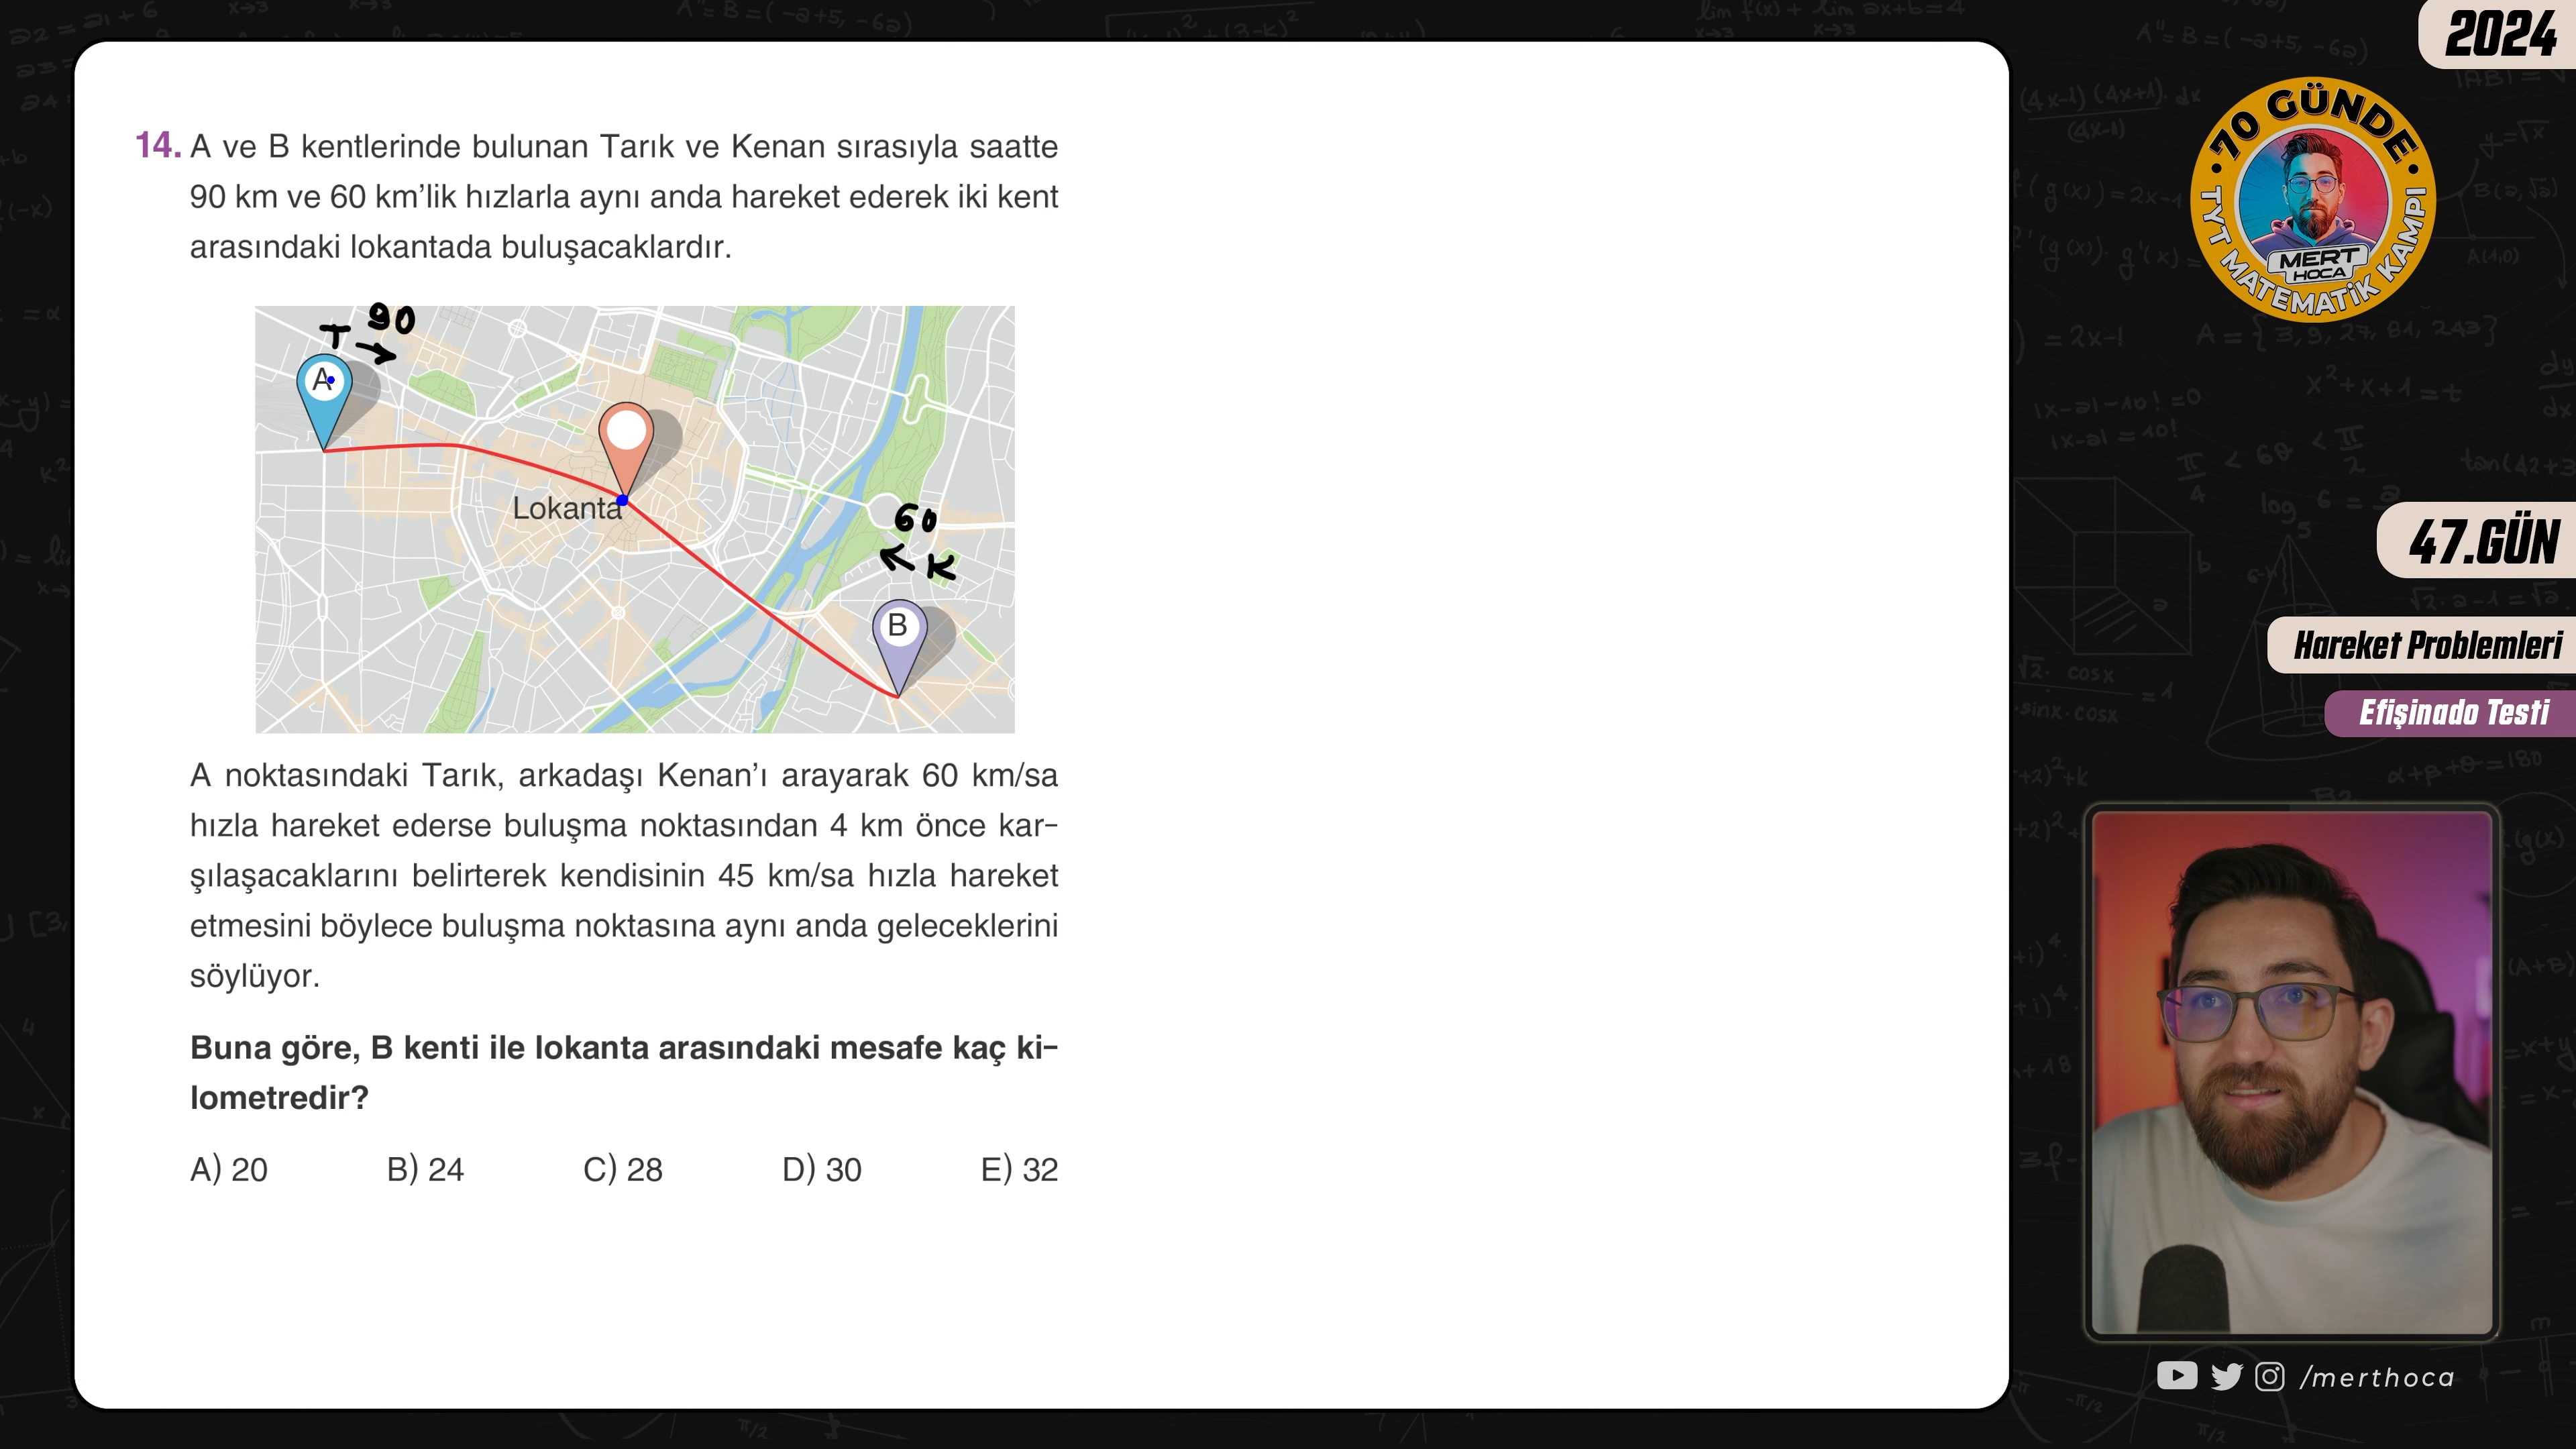 2024
70 GÜNDE
TYT MATEMATİK KAMPI
MERT
HOCA
14. A ve B kentlerinde bulunan Tarık ve Kenan sırasıyla saatte
90 km ve 60 km’lik hızlarla aynı anda hareket ederek iki kent
arasındaki lokantada buluşacaklardır.
T 90
A
Lokanta
60
K
B
A noktasındaki Tarık, arkadaşı Kenan’ı arayarak 60 km/sa
hızla hareket ederse buluşma noktasından 4 km önce kar-
şılaşacaklarını belirterek kendisinin 45 km/sa hızla hareket
etmesini böylece buluşma noktasına aynı anda geleceklerini
söylüyor.
Buna göre, B kenti ile lokanta arasındaki mesafe kaç ki-
lometredir?
A) 20 B) 24 C) 28 D) 30 E) 32
47.GÜN
Hareket Problemleri
Efişinado Testi
/merthoca